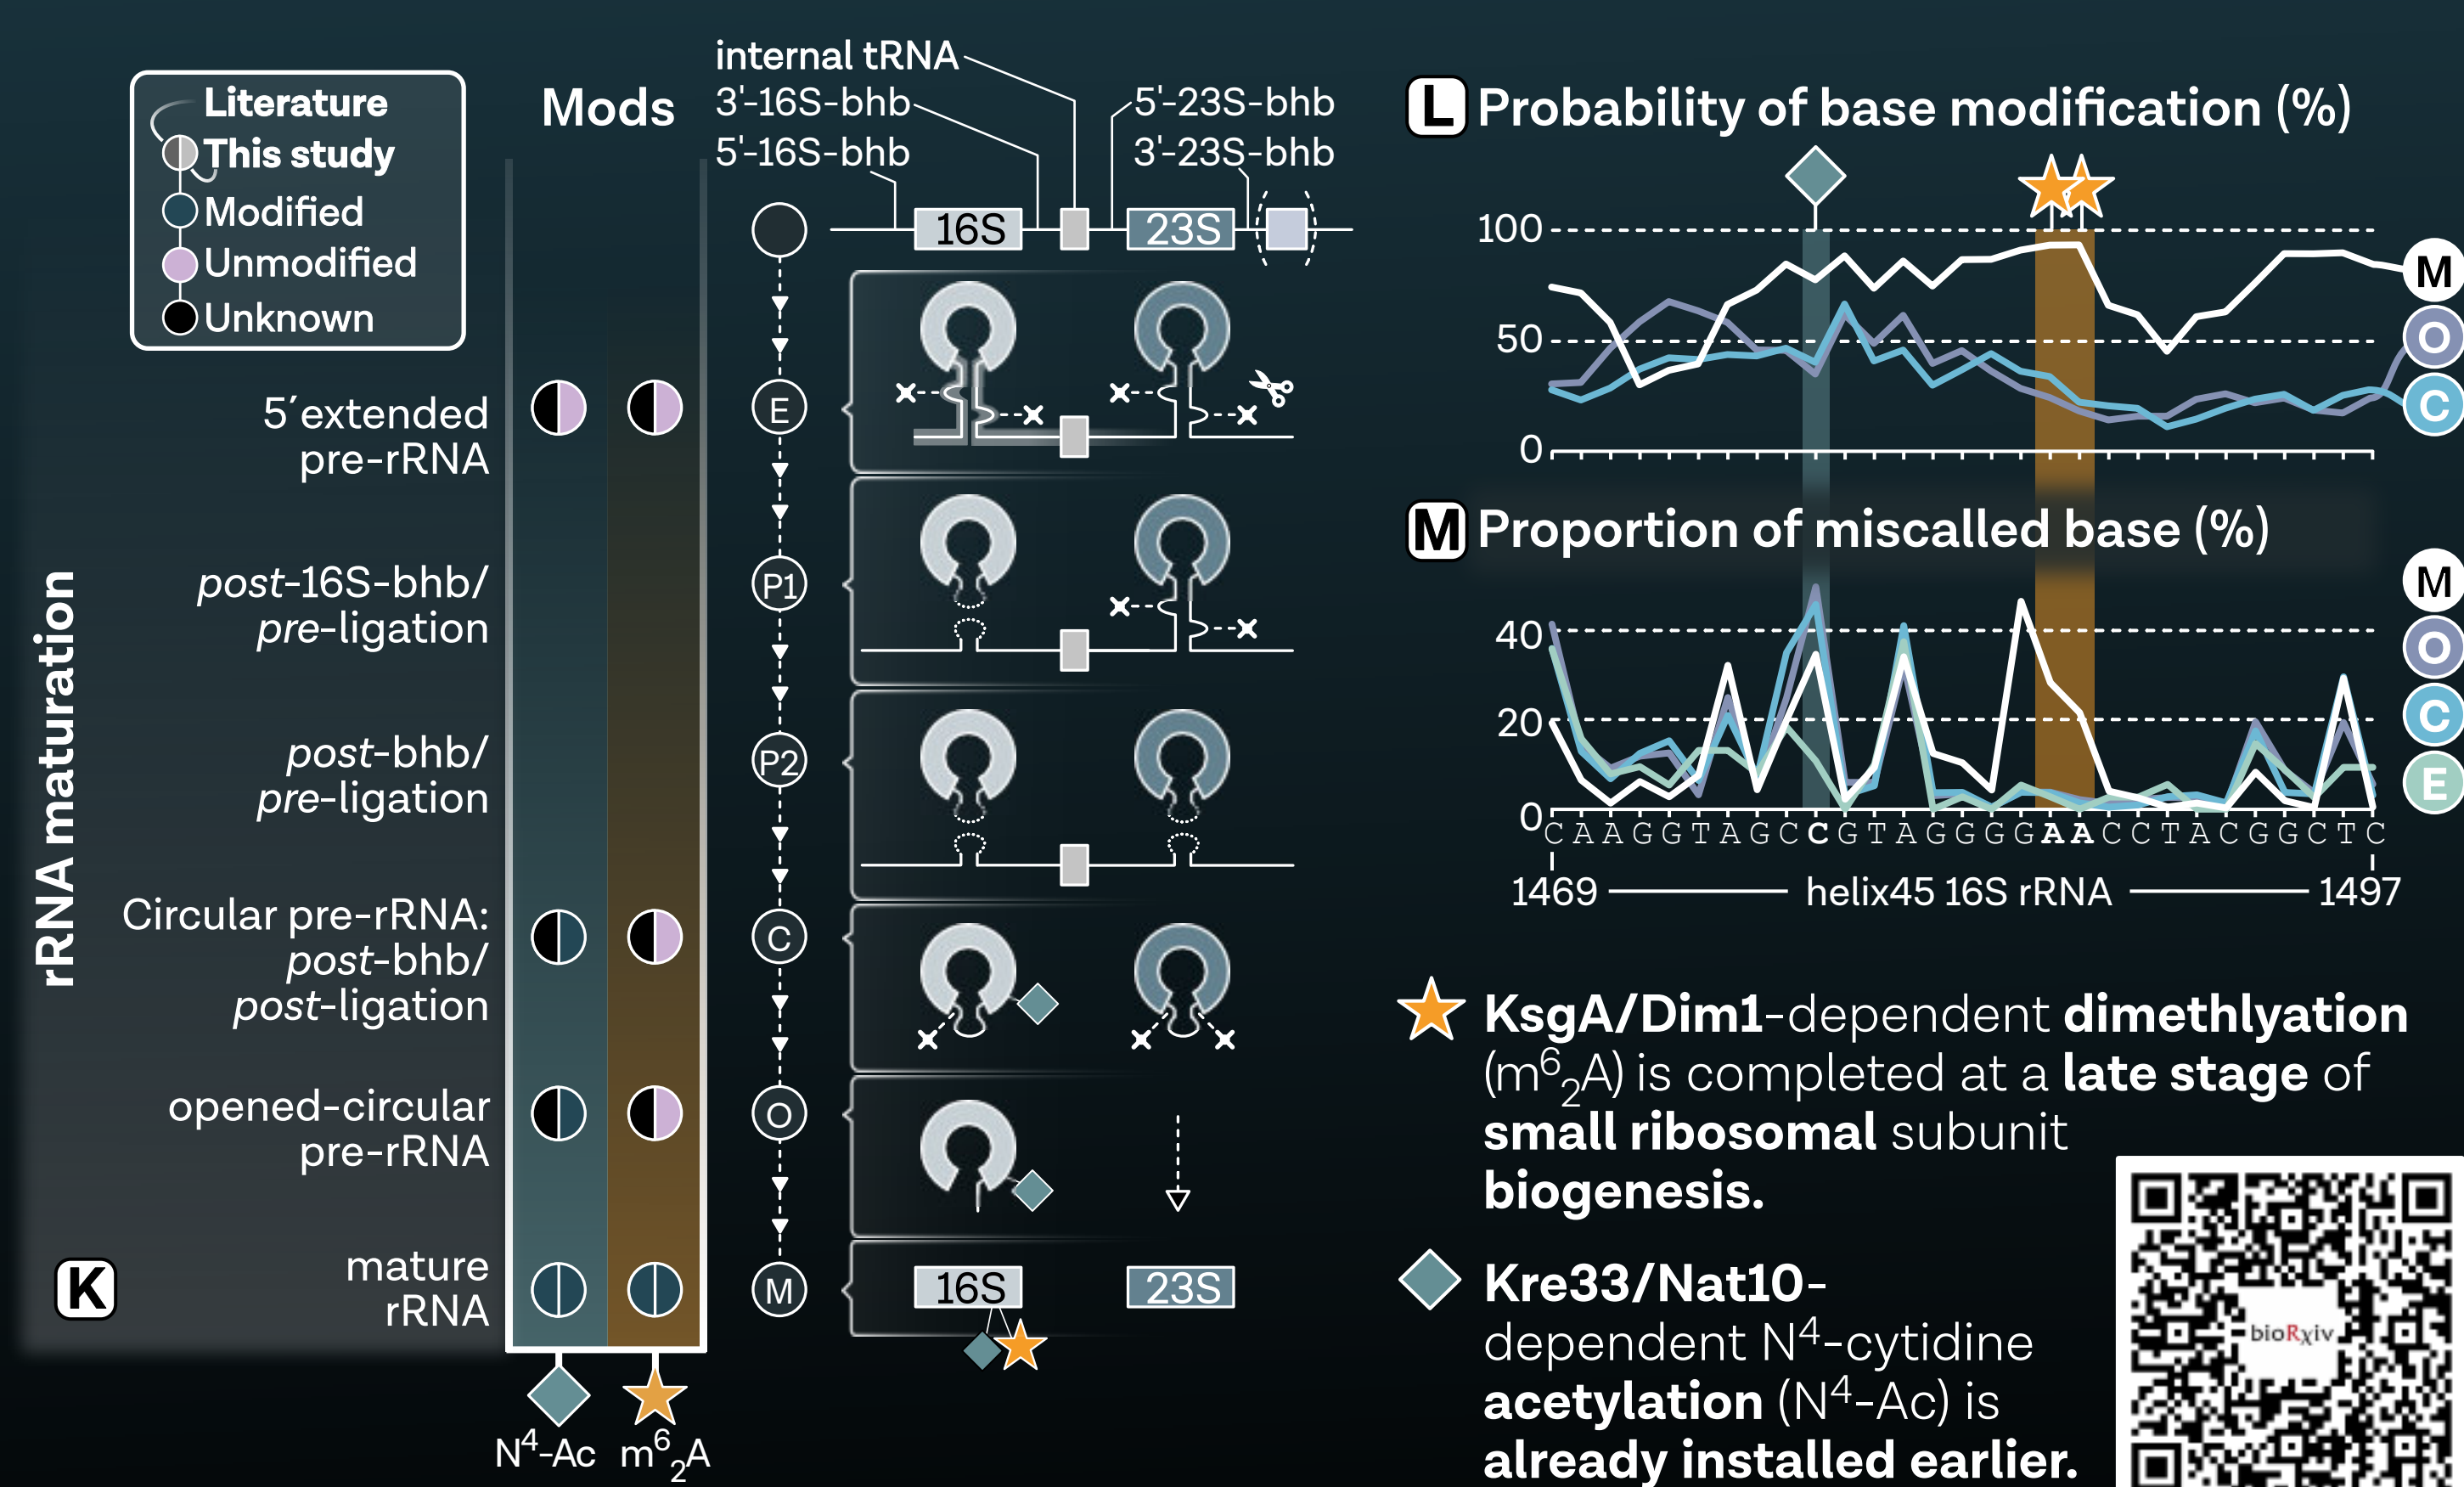 Literature
This study
Modified
Unmodified
Unknown
Mods
internal tRNA
3'-16S-bhb
5'-16S-bhb
5'-23S-bhb
3'-23S-bhb
16S
23S
rRNA maturation
5´extended
pre-rRNA
E
post-16S-bhb/
pre-ligation
P1
post-bhb/
pre-ligation
P2
Circular pre-rRNA:
post-bhb/
post-ligation
C
opened-circular
pre-rRNA
O
K
mature
rRNA
M
16S
23S
N⁴-Ac
m⁶₂A
L Probability of base modification (%)
100
50
0
M
O
C
M Proportion of miscalled base (%)
40
20
0
M
O
C
E
C A A G G T A G C C G T A G G G G A A C C T A C G G C T C
1469
helix45 16S rRNA
1497
KsgA/Dim1-dependent dimethlyation
(m⁶₂A) is completed at a late stage of
small ribosomal subunit
biogenesis.
Kre33/Nat10-
dependent N⁴-cytidine
acetylation (N⁴-Ac) is
already installed earlier.
bioRχiv